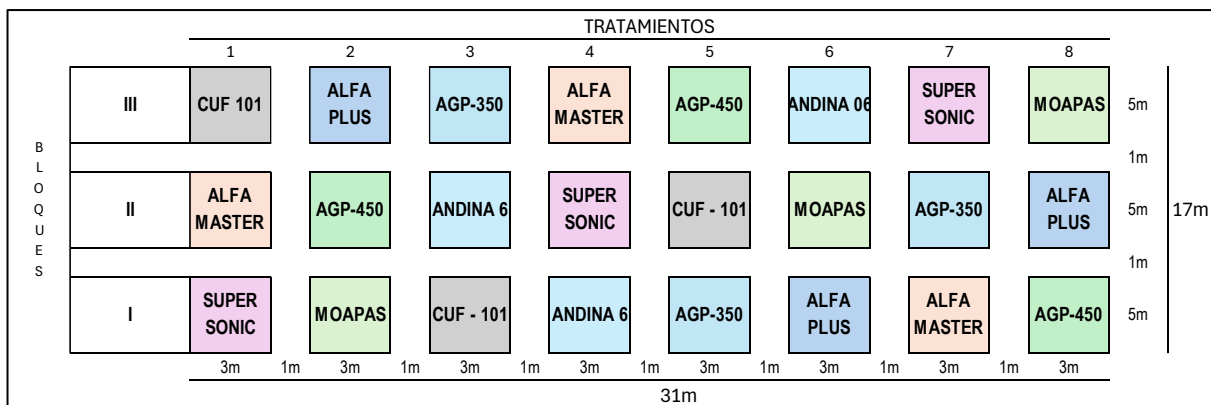 TRATAMIENTOS
1 2 3 4 5 6 7 8
BLOQUES
III
CUF 101
ALFA
PLUS
AGP-350
ALFA
MASTER
AGP-450
ANDINA 06
SUPER
SONIC
MOAPAS
5m
1m
II
ALFA
MASTER
AGP-450
ANDINA 6
SUPER
SONIC
CUF - 101
MOAPAS
AGP-350
ALFA
PLUS
5m
17m
1m
I
SUPER
SONIC
MOAPAS
CUF - 101
ANDINA 6
AGP-350
ALFA
PLUS
ALFA
MASTER
AGP-450
5m
3m 1m 3m 1m 3m 1m 3m 1m 3m 1m 3m 1m 3m 1m 3m
31m